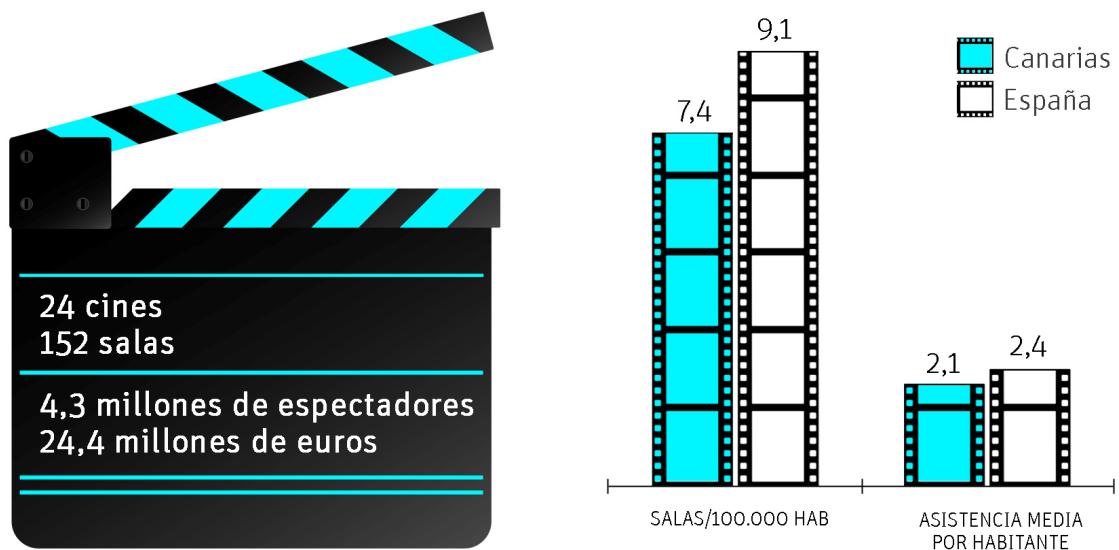 24 cines
152 salas
4,3 millones de espectadores
24,4 millones de euros
7,4
9,1
2,1
2,4
Canarias
España
SALAS/100.000 HAB
ASISTENCIA MEDIA
POR HABITANTE